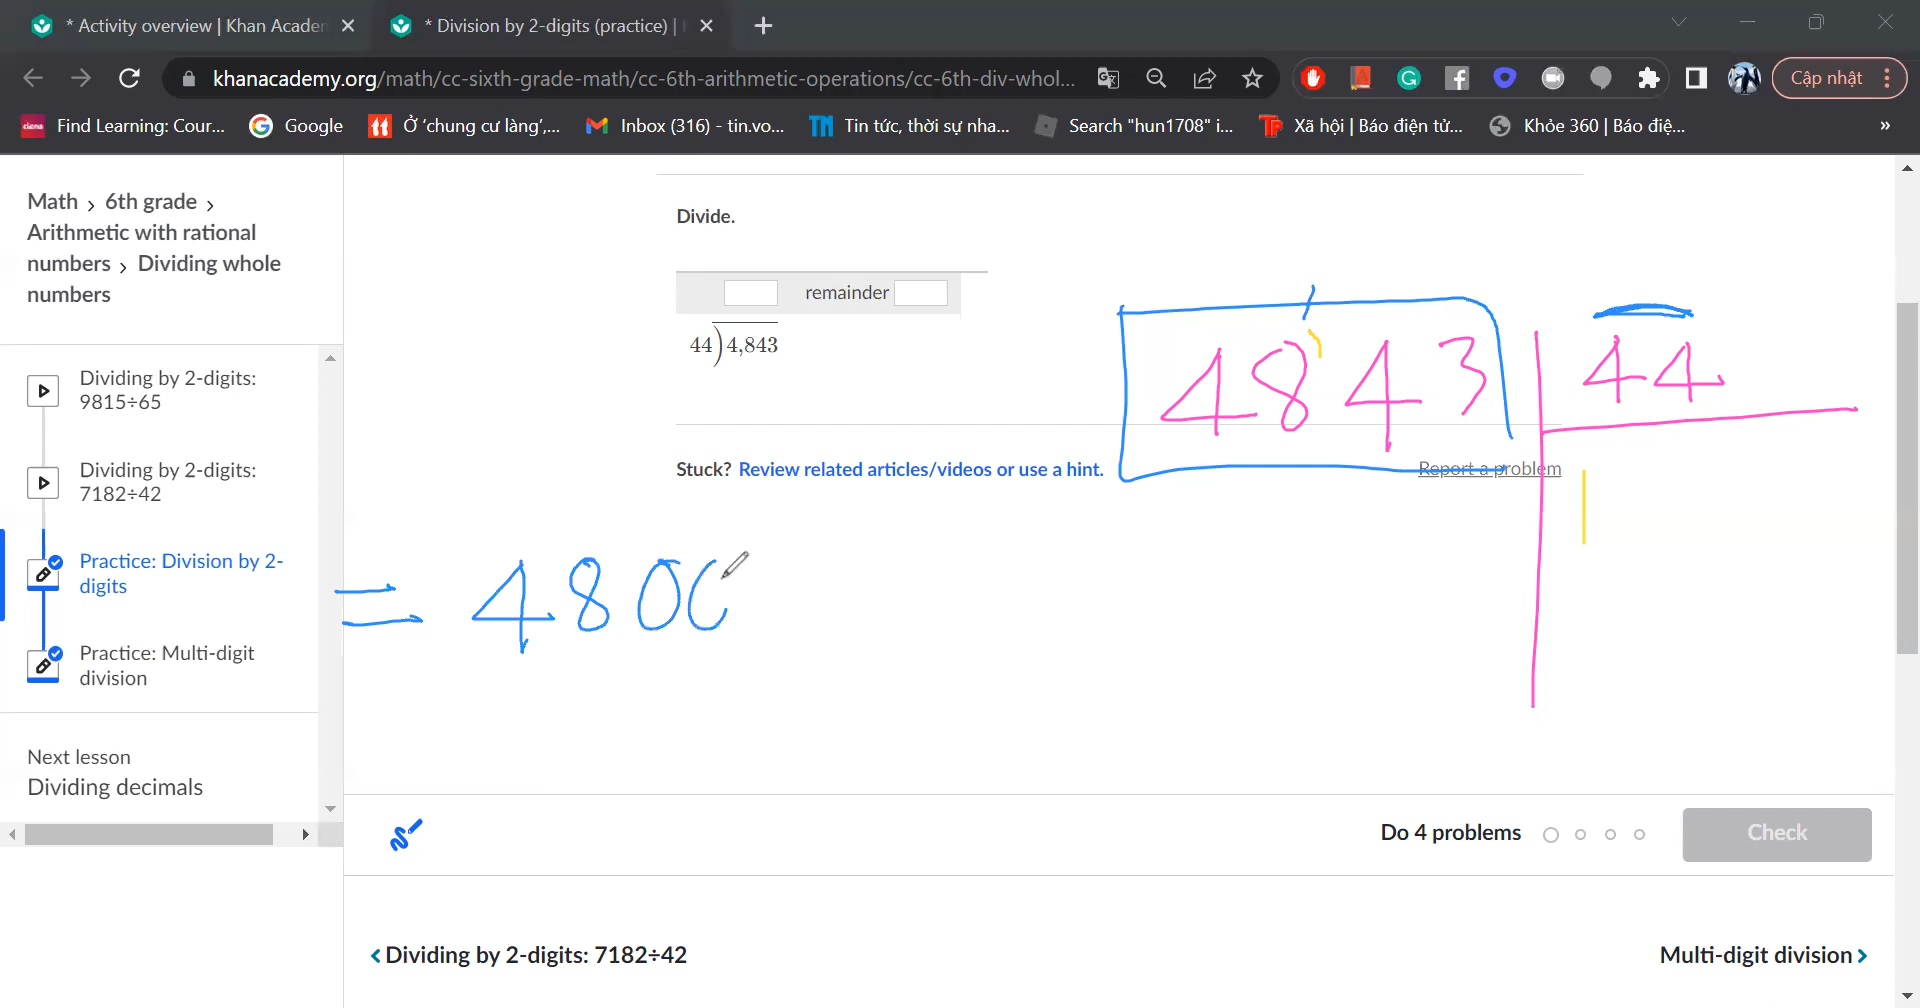 * Activity overview | Khan Academ
* Division by 2-digits (practice) |
khanacademy.org/math/cc-sixth-grade-math/cc-6th-arithmetic-operations/cc-6th-div-whol...
Cập nhật
Find Learning: Cour...
Google
Ở 'chung cư làng',...
Inbox (316) - tin.vo...
Tin tức, thời sự nha...
Search "hun1708" i...
Xã hội | Báo điện tử...
Khỏe 360 | Báo điệ...
»
Math > 6th grade >
Arithmetic with rational
numbers > Dividing whole
numbers
Dividing by 2-digits:
9815÷65
Dividing by 2-digits:
7182÷42
Practice: Division by 2-
digits
Practice: Multi-digit
division
Next lesson
Dividing decimals
Divide.
remainder
44)4,843
4843 44
Stuck? Review related articles/videos or use a hint.
Report a problem
= 4800
Do 4 problems
Check
< Dividing by 2-digits: 7182÷42
Multi-digit division >